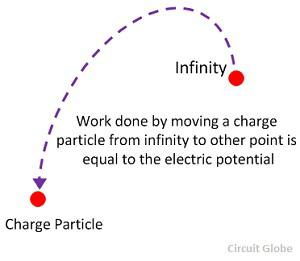 Infinity
Work done by moving a charge
particle from infinity to other point is
equal to the electric potential
Charge Particle
Circuit Globe